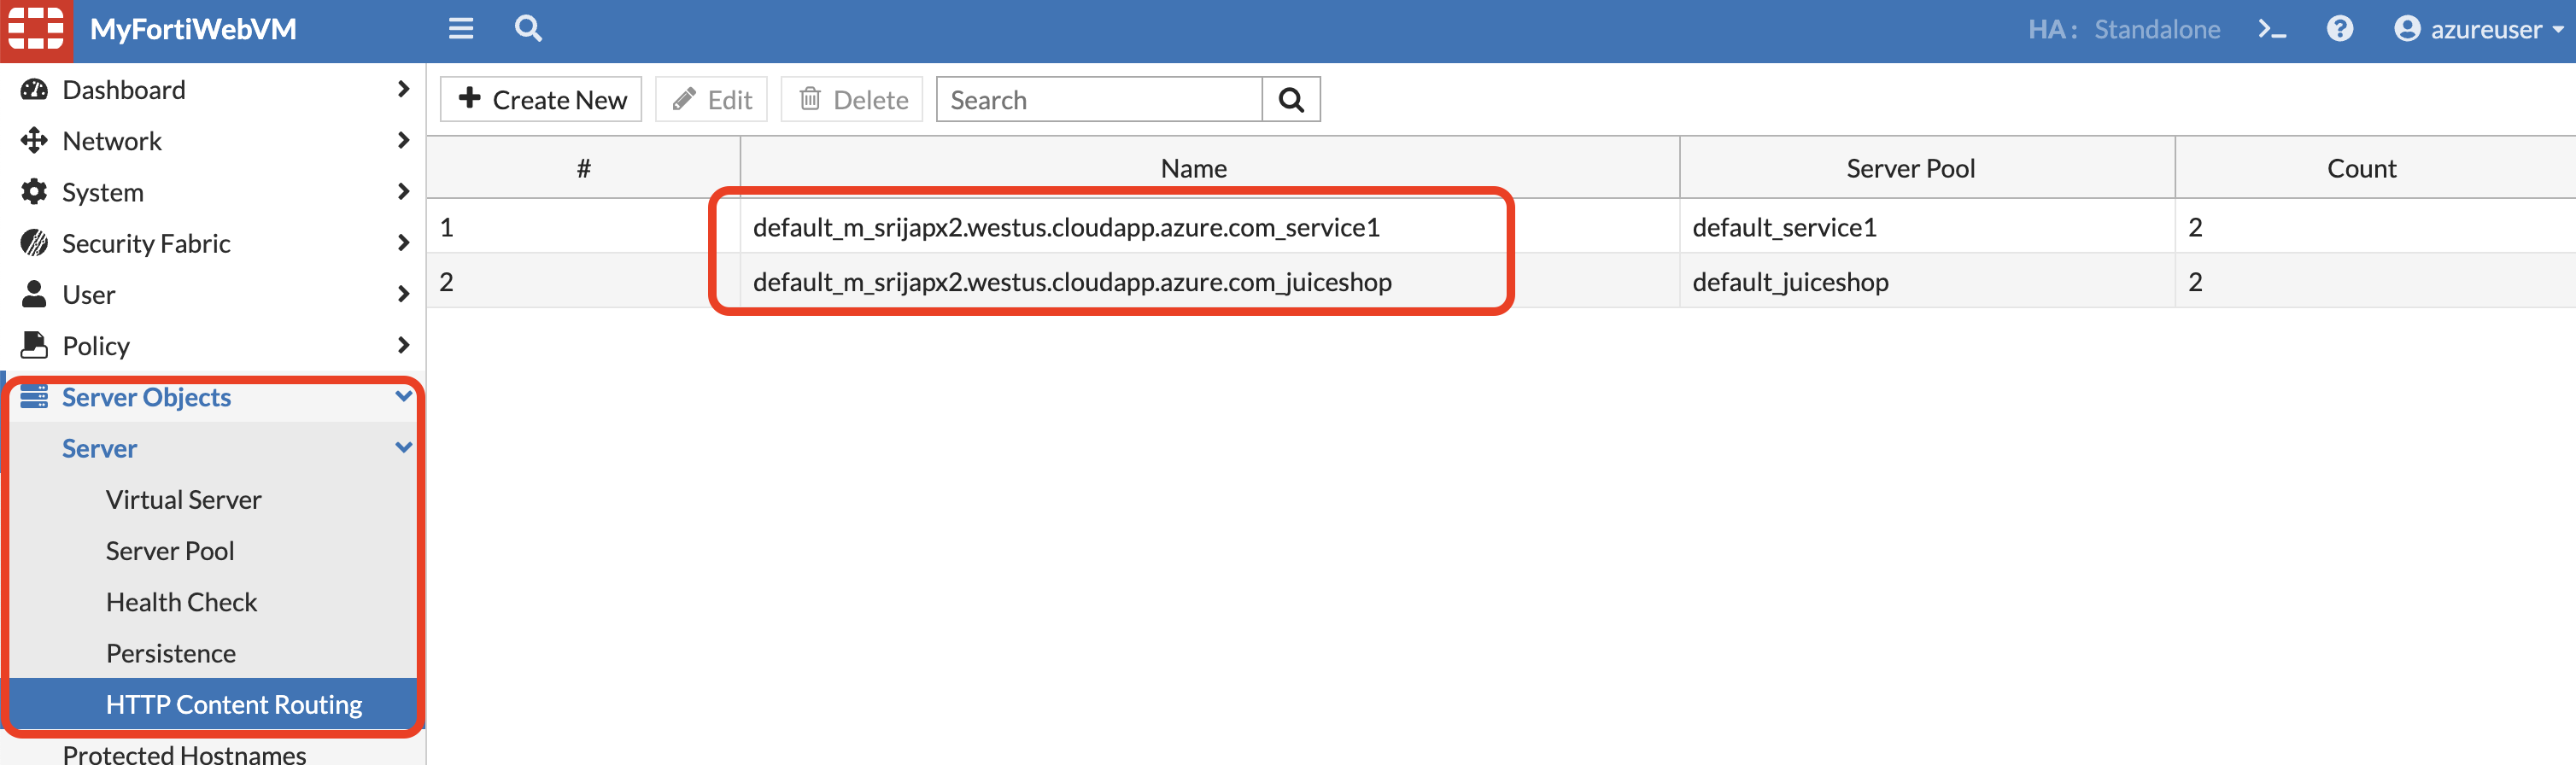 MyFortiWebVM
HA: Standalone
azureuser
Dashboard
Network
System
Security Fabric
User
Policy
Server Objects
Server
Virtual Server
Server Pool
Health Check
Persistence
HTTP Content Routing
Protected Hostnames
Create New Edit Delete Search
# Name Server Pool Count
1 default_m_srijapx2.westus.cloudapp.azure.com_service1 default_service1 2
2 default_m_srijapx2.westus.cloudapp.azure.com_juiceshop default_juiceshop 2